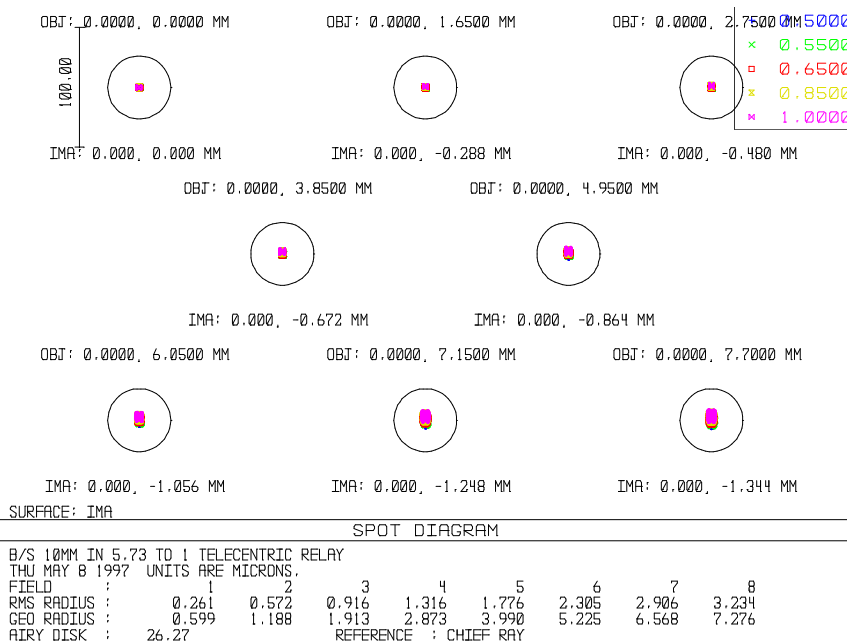 OBJ: 0.0000, 0.0000 MM
OBJ: 0.0000, 1.6500 MM
OBJ: 0.0000, 2.7500 MM
0.5000
0.5500
0.6500
0.8500
1.0000
100.00
IMA: 0.000, 0.000 MM
IMA: 0.000, -0.288 MM
IMA: 0.000, -0.480 MM
OBJ: 0.0000, 3.8500 MM
OBJ: 0.0000, 4.9500 MM
IMA: 0.000, -0.672 MM
IMA: 0.000, -0.864 MM
OBJ: 0.0000, 6.0500 MM
OBJ: 0.0000, 7.1500 MM
OBJ: 0.0000, 7.7000 MM
IMA: 0.000, -1.056 MM
IMA: 0.000, -1.248 MM
IMA: 0.000, -1.344 MM
SURFACE: IMA
SPOT DIAGRAM
B/S 10MM IN 5.73 TO 1 TELECENTRIC RELAY
THU MAY 8 1997 UNITS ARE MICRONS.
FIELD : 1 2 3 4 5 6 7 8
RMS RADIUS : 0.261 0.572 0.916 1.316 1.776 2.305 2.906 3.234
GEO RADIUS : 0.599 1.188 1.913 2.873 3.990 5.225 6.568 7.276
AIRY DISK : 26.27 REFERENCE : CHIEF RAY